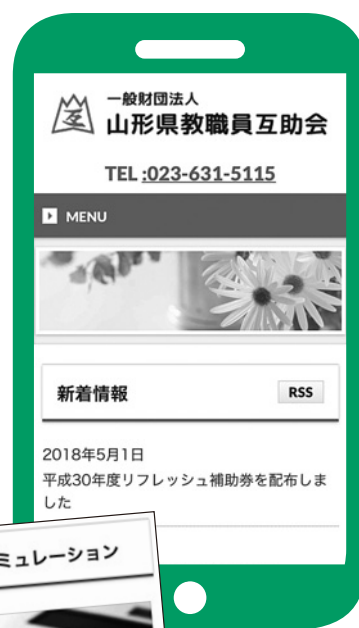 一般財団法人
互
山形県教職員互助会
TEL :023-631-5115
MENU
新着情報
RSS
2018年5月1日
平成30年度リフレッシュ補助券を配布しま
した
ミュレーション